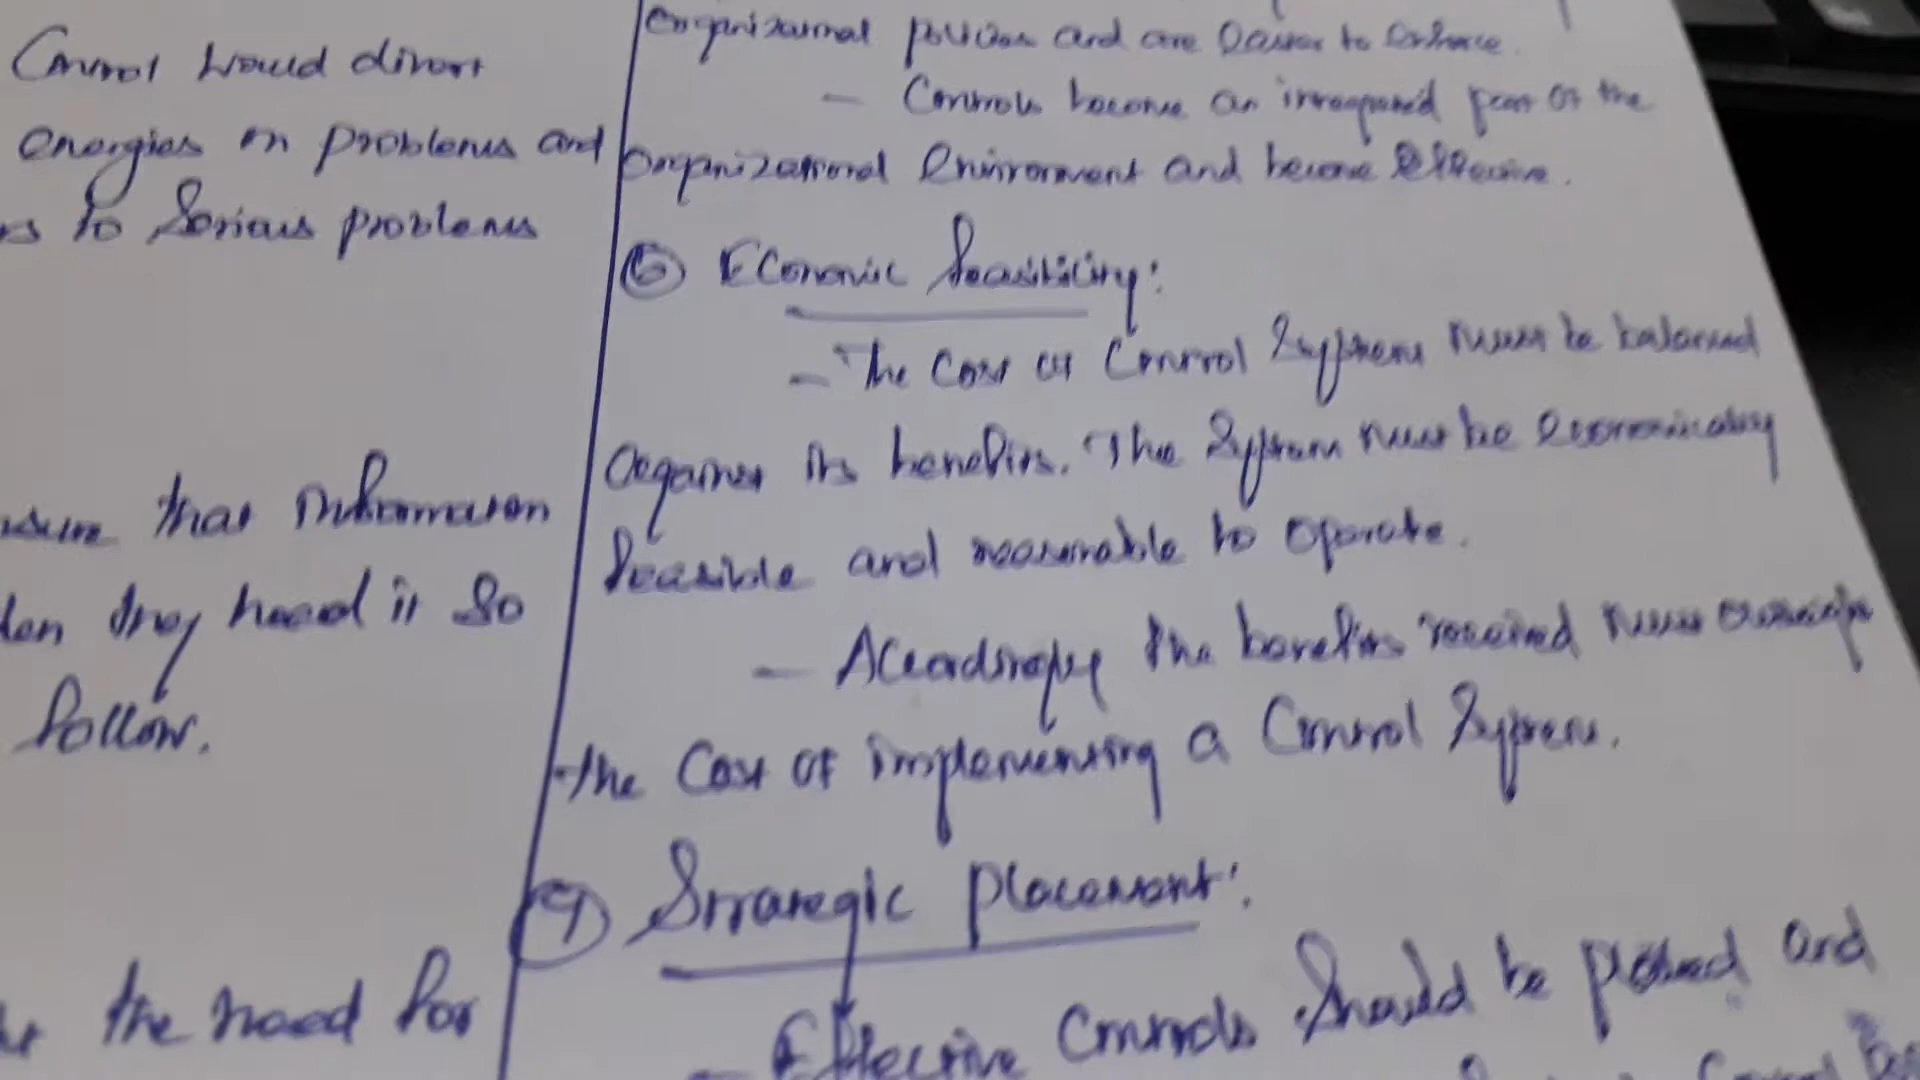 Control would divert
energies on problems and
to Serious problems
that information
they need it so
follow.
the need for
Organizational policies and are easier to enforce.
- Controls become an integrated part of the
Organizational Environment and become effective.
⑥ Economic feasibility:
- The cost of Control System must be balanced
against its benefits. The System must be economically
feasible and reasonable to operate.
- Accordingly the benefits received must outweigh
the cost of implementing a Control System.
⑦ Strategic placement:
- Effective Controls Should be placed and
Control